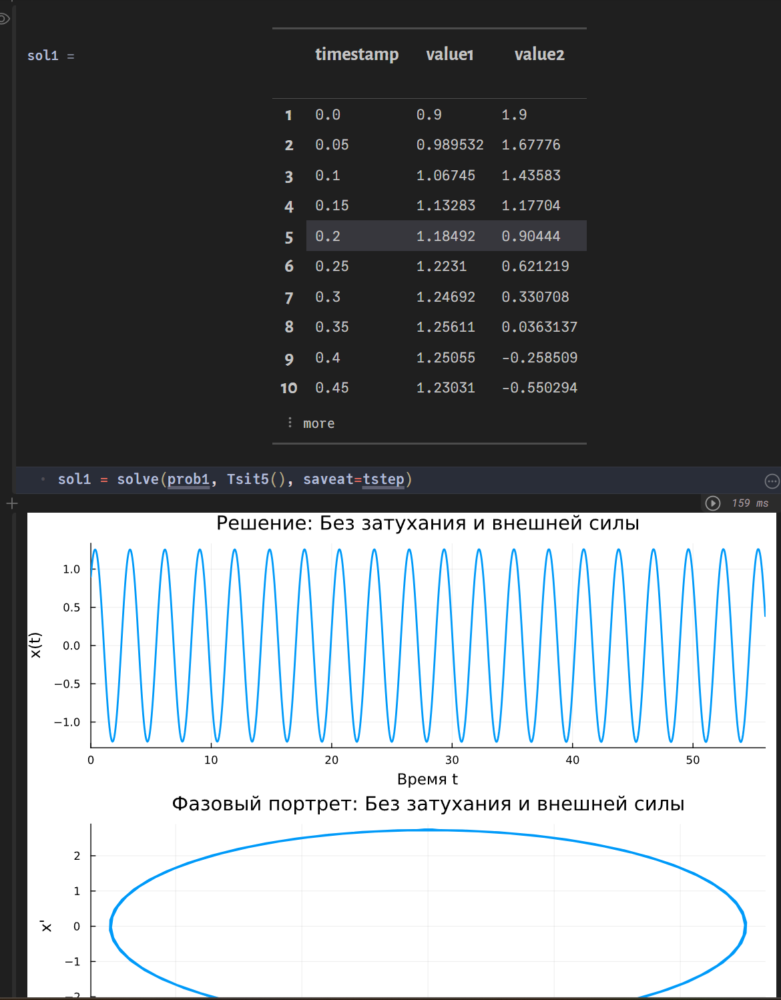 sol1 =
timestamp value1 value2
1 0.0 0.9 1.9
2 0.05 0.989532 1.67776
3 0.1 1.06745 1.43583
4 0.15 1.13283 1.17704
5 0.2 1.18492 0.90444
6 0.25 1.2231 0.621219
7 0.3 1.24692 0.330708
8 0.35 1.25611 0.0363137
9 0.4 1.25055 -0.258509
10 0.45 1.23031 -0.550294
⋮ more
sol1 = solve(prob1, Tsit5(), saveat=tstep)
159 ms
Решение: Без затухания и внешней силы
1.0
0.5
0.0
−0.5
−1.0
x(t)
0 10 20 30 40 50
Время t
Фазовый портрет: Без затухания и внешней силы
2
1
0
−1
−2
x'